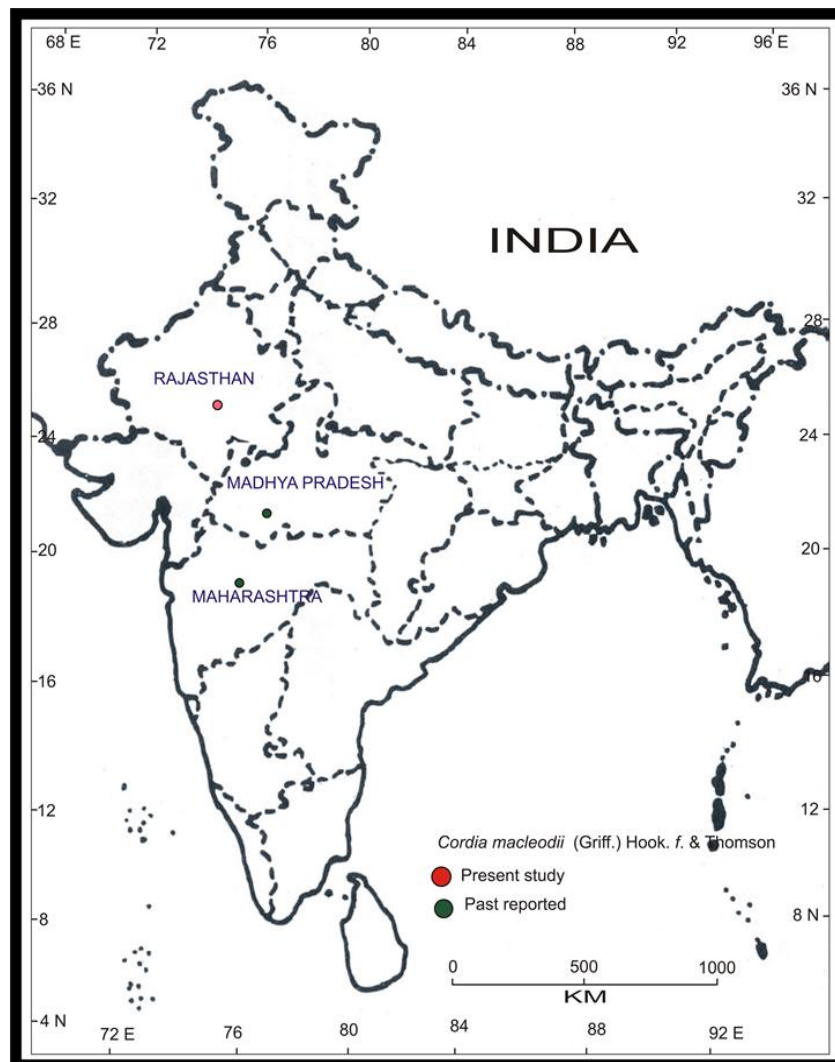 68 E 72 76 80 84 88 92 96 E
36 N 36 N
32 32
INDIA
28 28
RAJASTHAN
24 24
MADHYA PRADESH
20 20
MAHARASHTRA
16 16
12 12
Cordia macleodii (Griff.) Hook. f. & Thomson
Present study
8 8 N
Past reported
0 500 1000
KM
4 N
72 E 76 80 84 88 92 E